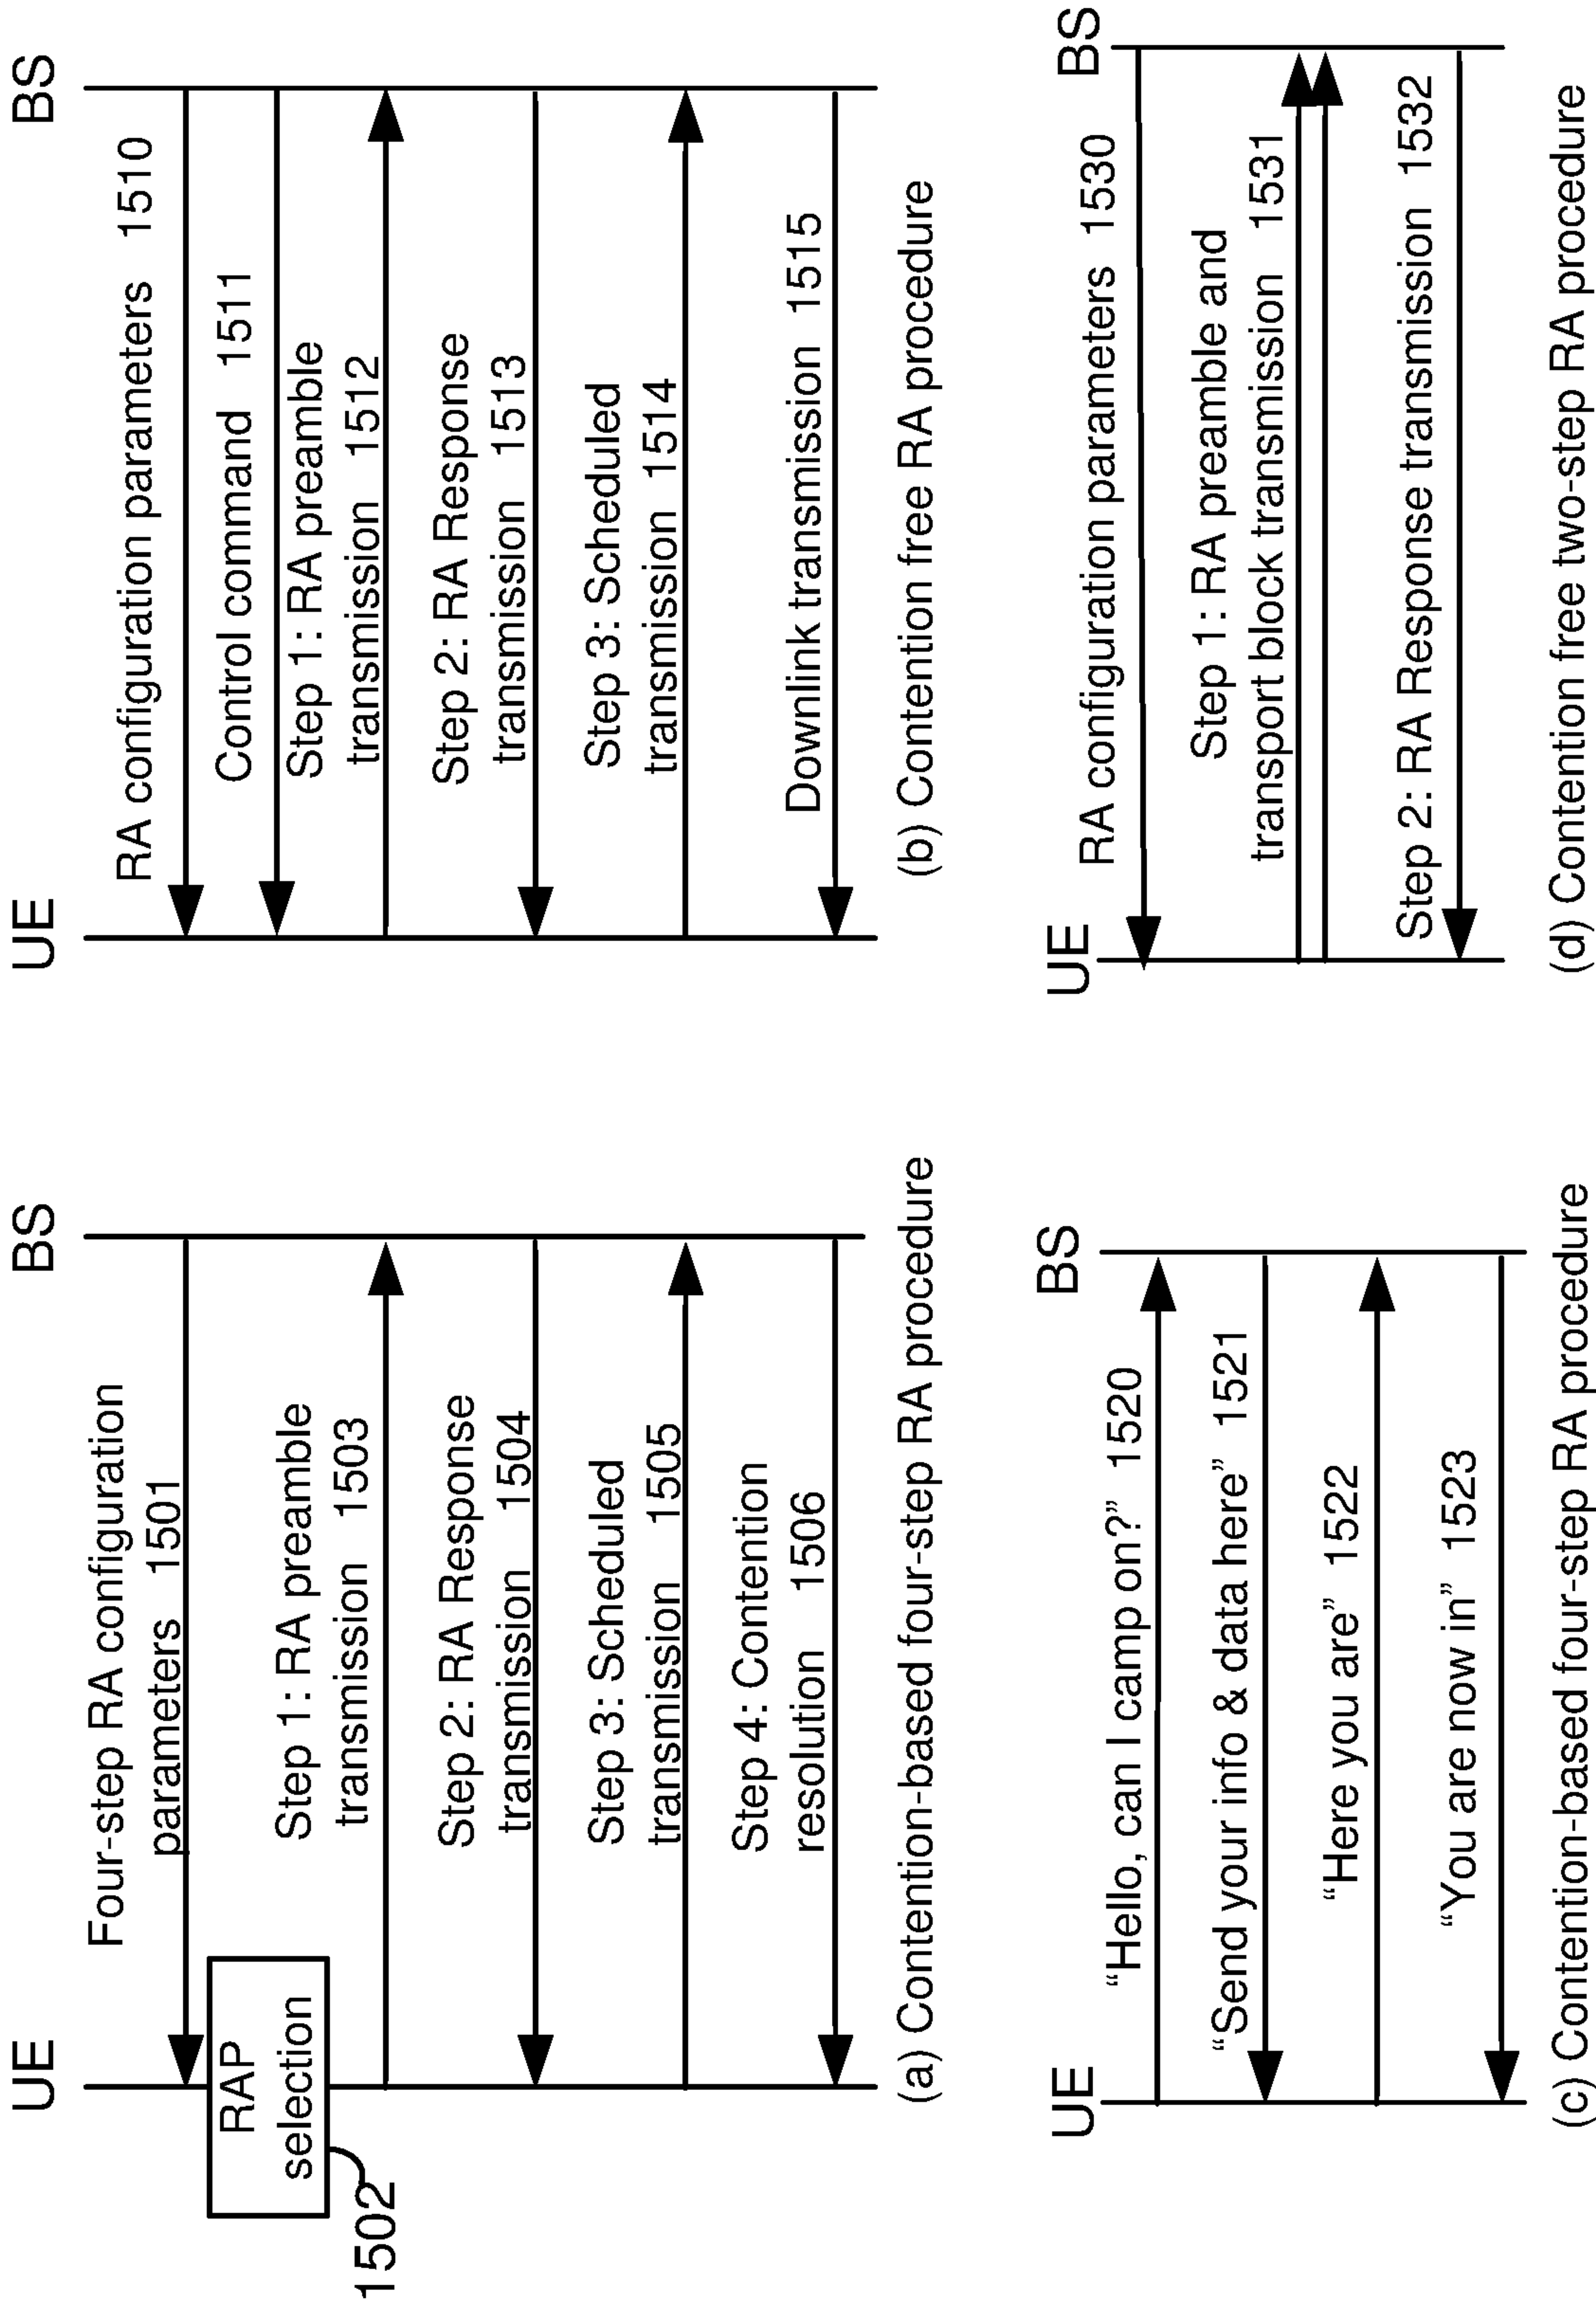 UE
BS
Four-step RA configuration
parameters 1501
RAP
selection
1502
Step 1: RA preamble
transmission 1503
Step 2: RA Response
transmission 1504
Step 3: Scheduled
transmission 1505
Step 4: Contention
resolution 1506
(a) Contention-based four-step RA procedure
UE
BS
RA configuration parameters 1510
Control command 1511
Step 1: RA preamble
transmission 1512
Step 2: RA Response
transmission 1513
Step 3: Scheduled
transmission 1514
Downlink transmission 1515
(b) Contention free RA procedure
UE
BS
“Hello, can I camp on?” 1520
“Send your info & data here” 1521
“Here you are” 1522
“You are now in” 1523
(c) Contention-based four-step RA procedure
UE
BS
RA configuration parameters 1530
Step 1: RA preamble and
transport block transmission 1531
Step 2: RA Response transmission 1532
(d) Contention free two-step RA procedure